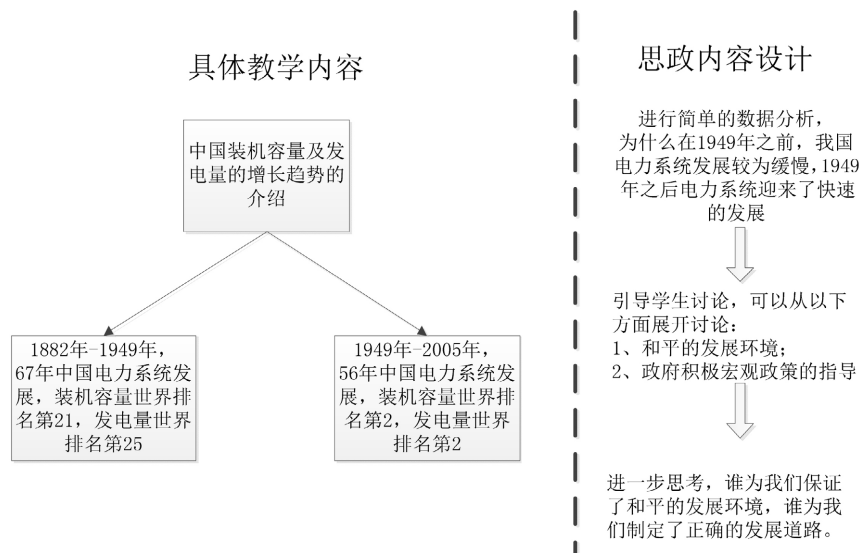 具体教学内容
中国装机容量及发
电量的增长趋势的
介绍
1882年-1949年，
67年中国电力系统发
展，装机容量世界排
名第21，发电量世界
排名第25
1949年-2005年，
56年中国电力系统发
展，装机容量世界排
名第2，发电量世界
排名第2
思政内容设计
进行简单的数据分析，
为什么在1949年之前，我国
电力系统发展较为缓慢，1949
年之后电力系统迎来了快速
的发展
引导学生讨论，可以从以下
方面展开讨论：
1、和平的发展环境；
2、政府积极宏观政策的指导
进一步思考，谁为我们保证
了和平的发展环境，谁为我
们制定了正确的发展道路。